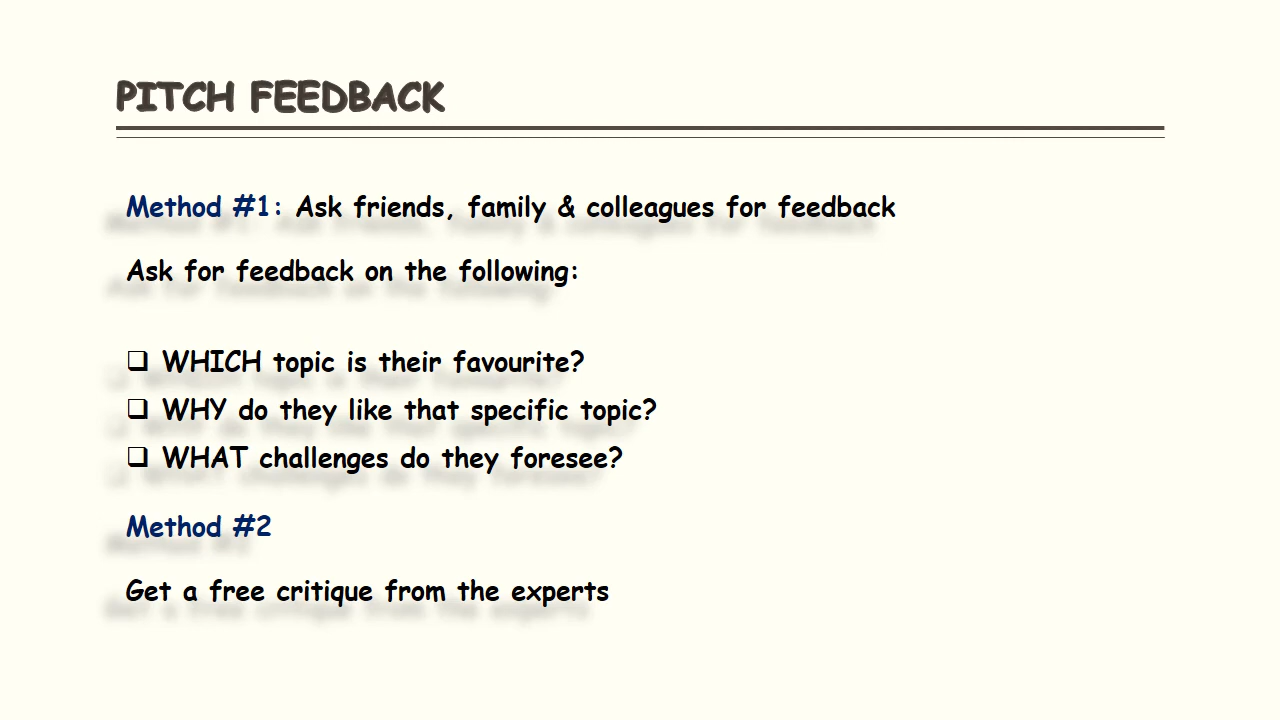 PITCH FEEDBACK
Method #1: Ask friends, family & colleagues for feedback
Ask for feedback on the following:
❑ WHICH topic is their favourite?
❑ WHY do they like that specific topic?
❑ WHAT challenges do they foresee?
Method #2
Get a free critique from the experts